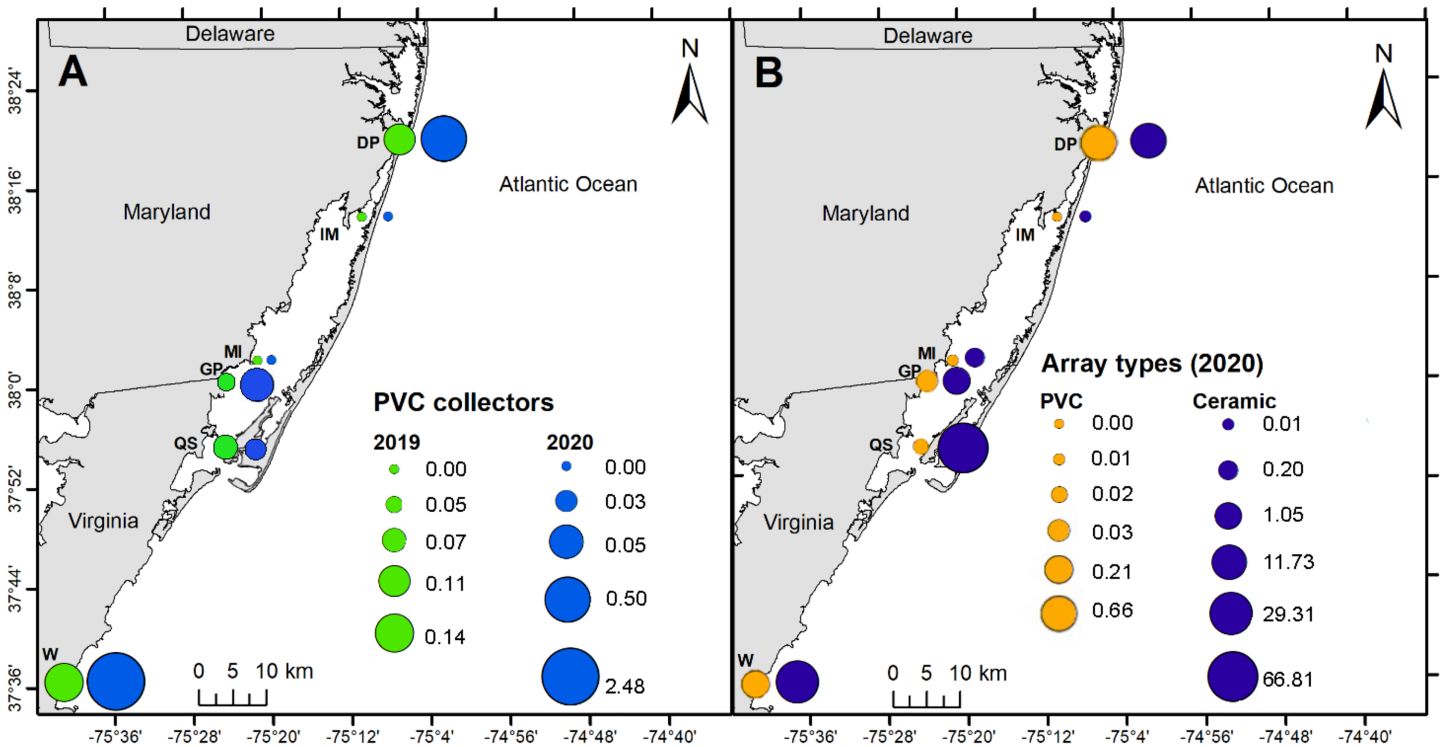 A
Delaware
N
DP
Atlantic Ocean
Maryland
IM
MI
GP
QS
Virginia
W
PVC collectors
2019
0.00
0.05
0.07
0.11
0.14
2020
0.00
0.03
0.05
0.50
2.48
0 5 10 km
38°24'
38°16'
38°8'
38°0'
37°52'
37°44'
37°36'
-75°36' -75°28' -75°20' -75°12' -75°4' -74°56' -74°48' -74°40'
B
Delaware
N
DP
Atlantic Ocean
Maryland
IM
MI
GP
QS
Virginia
W
Array types (2020)
PVC
0.00
0.01
0.02
0.03
0.21
0.66
Ceramic
0.01
0.20
1.05
11.73
29.31
66.81
0 5 10 km
-75°36' -75°28' -75°20' -75°12' -75°4' -74°56' -74°48' -74°40'